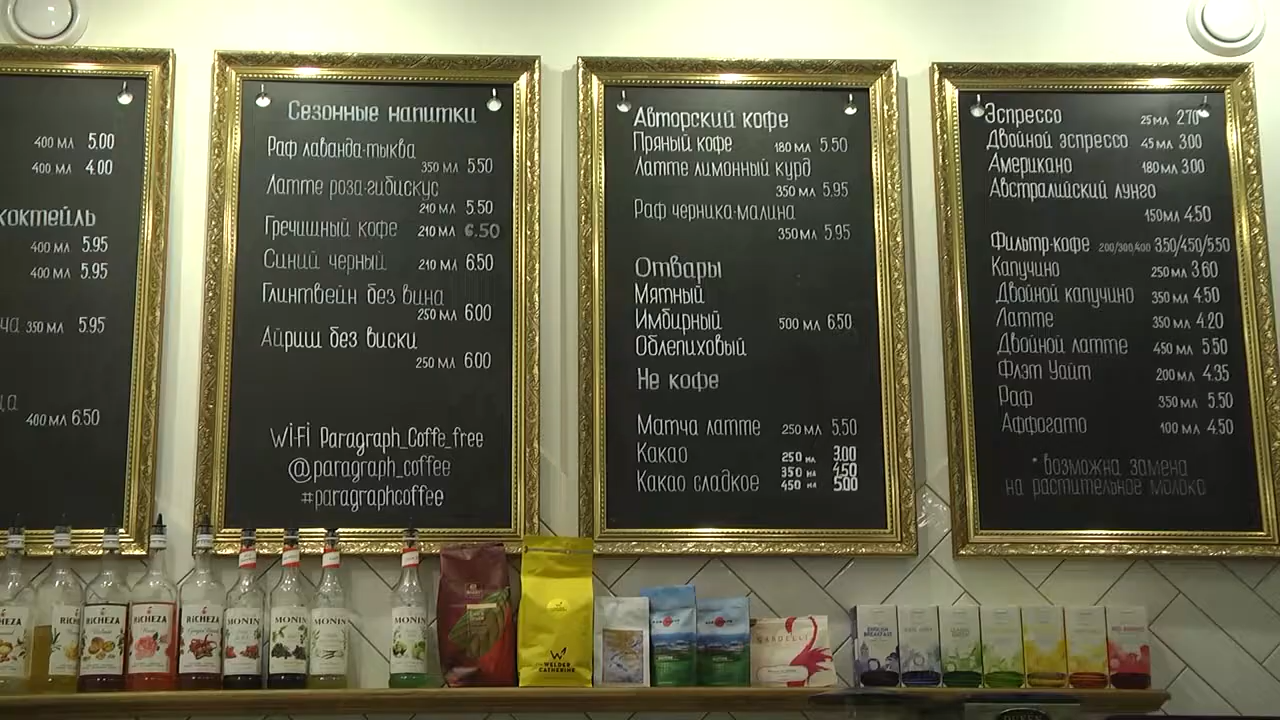 400 мл 5.00
400 мл 4.00
коктейль
400 мл 5.95
400 мл 5.95
350 мл 5.95
400 мл 6.50
Сезонные напитки
Раф лаванда-тыква
350 мл 5.50
Латте роза-гибискус
210 мл 5.50
Гречишный кофе 210 мл 6.50
Синий черный 210 мл 6.50
Глинтвейн без вина
250 мл 6.00
Айриш без виски
250 мл 6.00
Wi-Fi Paragraph_Coffe_free
@paragraph_coffee
#paragraphcoffee
Авторский кофе
Пряный кофе 180 мл 5.50
Латте лимонный курд
350 мл 5.95
Раф черника-малина
350 мл 5.95
Отвары
Мятный
Имбирный 500 мл 6.50
Облепиховый
Не кофе
Матча латте 250 мл 5.50
Какао 250 мл 3.00
350 мл 4.50
Какао сладкое 450 мл 5.00
Эспрессо 25 мл 2.70
Двойной эспрессо 45 мл 3.00
Американо 180 мл 3.00
Австралийский лунго
150 мл 4.50
Фильтр-кофе 200/300/400 3.50/4.50/5.50
Капучино 250 мл 3.60
Двойной капучино 350 мл 4.50
Латте 350 мл 4.20
Двойной латте 450 мл 5.50
Флэт Уайт 200 мл 4.35
Раф 350 мл 5.50
Аффогато 100 мл 4.50
* возможна замена
на растительное молоко
RiCHEZA
RiCHEZA
RiCHEZA
RiCHEZA
MONIN
MONIN
MONIN
WELDER
CATHERINE
ENGLISH
BREAKFAST